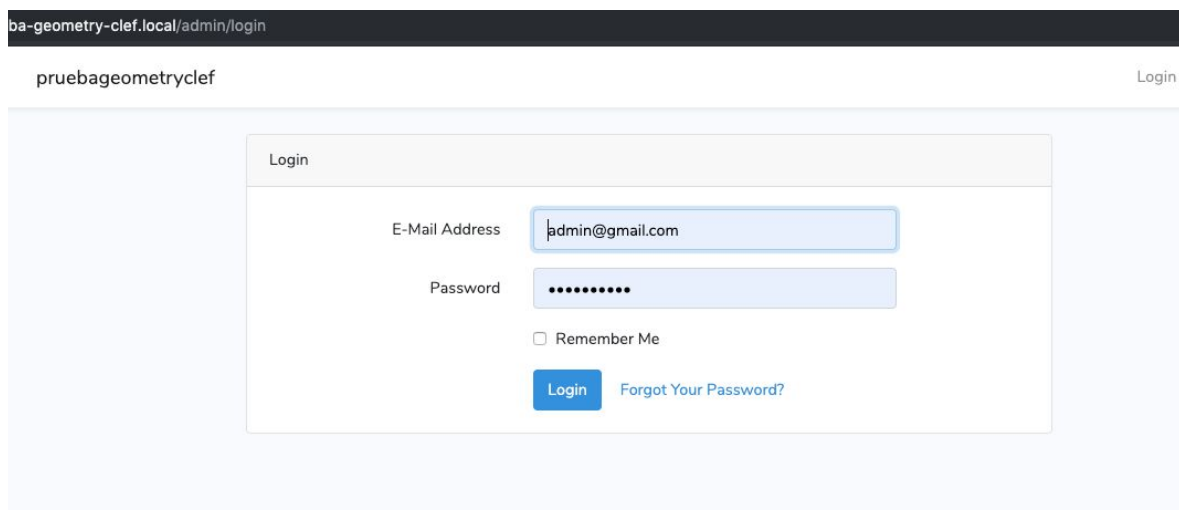 ba-geometry-clef.local/admin/login
pruebageometryclef
Login
Login
E-Mail Address
admin@gmail.com
Password
••••••••••
Remember Me
Login
Forgot Your Password?